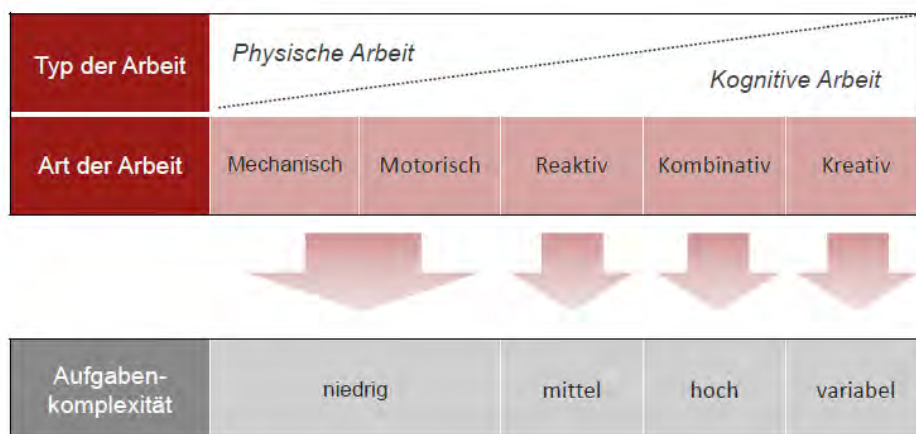 Typ der Arbeit
Physische Arbeit
Kognitive Arbeit
Art der Arbeit
Mechanisch
Motorisch
Reaktiv
Kombinativ
Kreativ
Aufgaben-
komplexität
niedrig
mittel
hoch
variabel